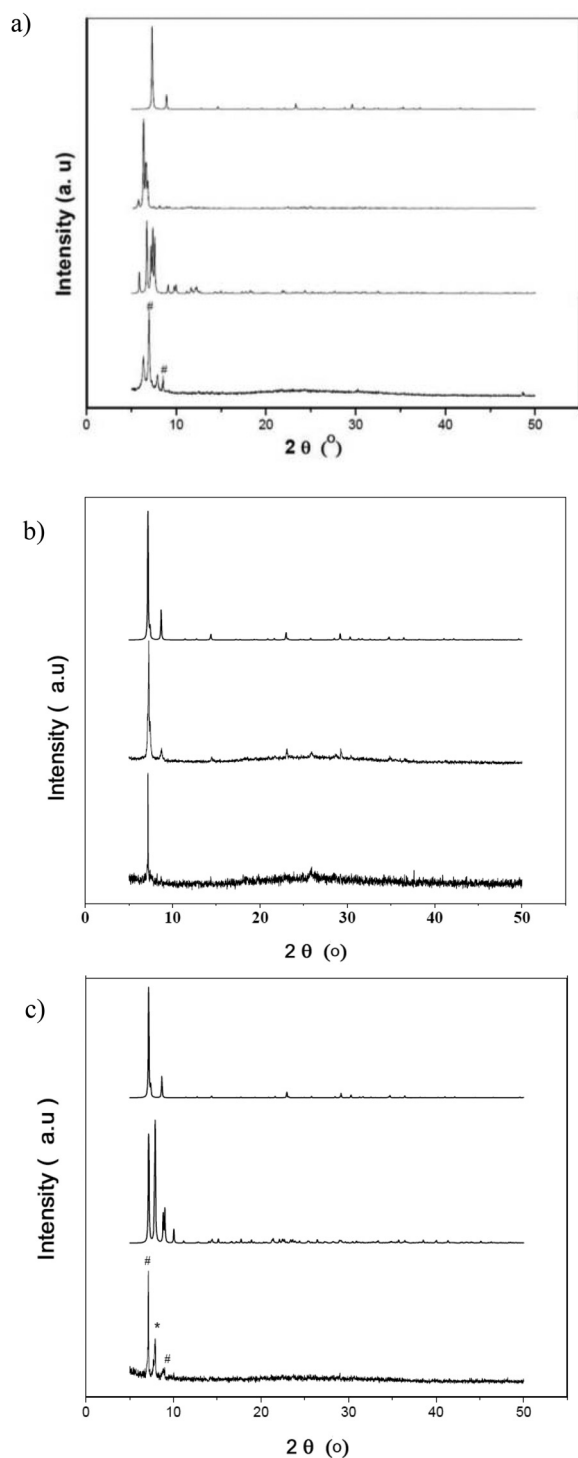 a)
Intensity (a. u)
#
#
0 10 20 30 40 50
2 θ (o)
b)
Intensity ( a.u)
0 10 20 30 40 50
2 θ (o)
c)
Intensity ( a.u)
#
*
#
0 10 20 30 40 50
2 θ (o)